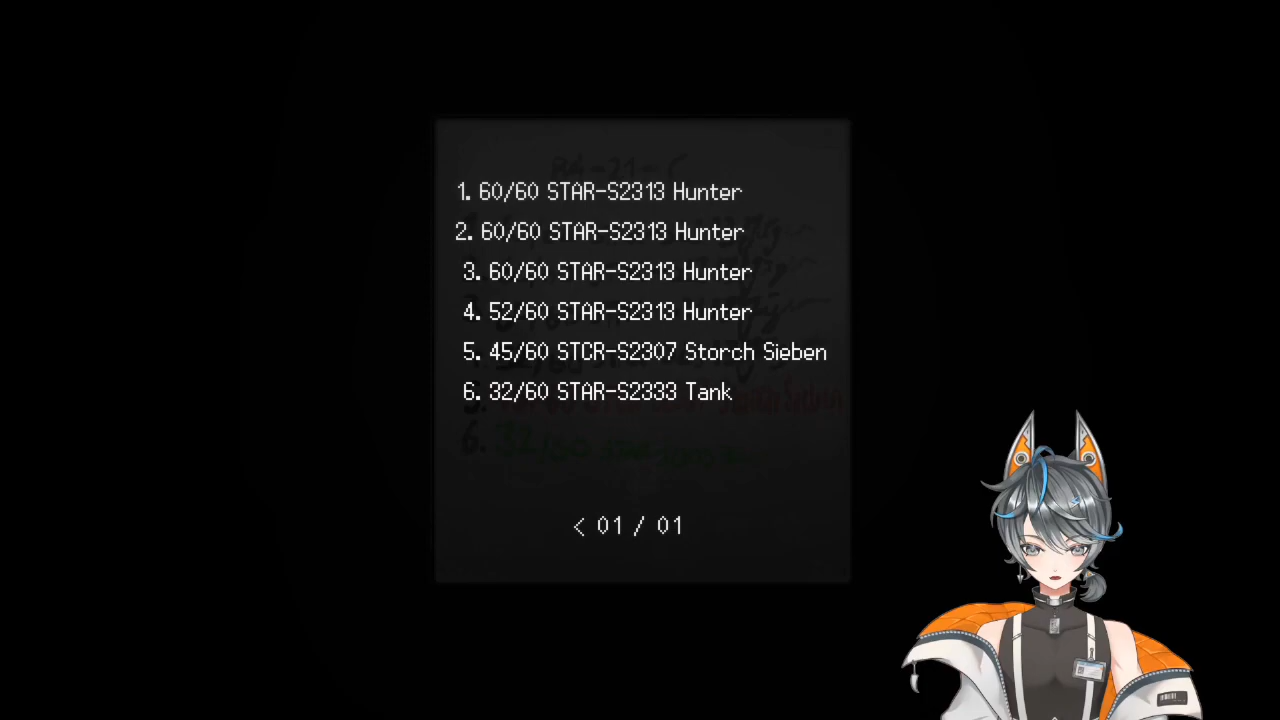 1. 60/60 STAR-S2313 Hunter
2. 60/60 STAR-S2313 Hunter
3. 60/60 STAR-S2313 Hunter
4. 52/60 STAR-S2313 Hunter
5. 45/60 STCR-S2307 Storch Sieben
6. 32/60 STAR-S2333 Tank
< 01 / 01